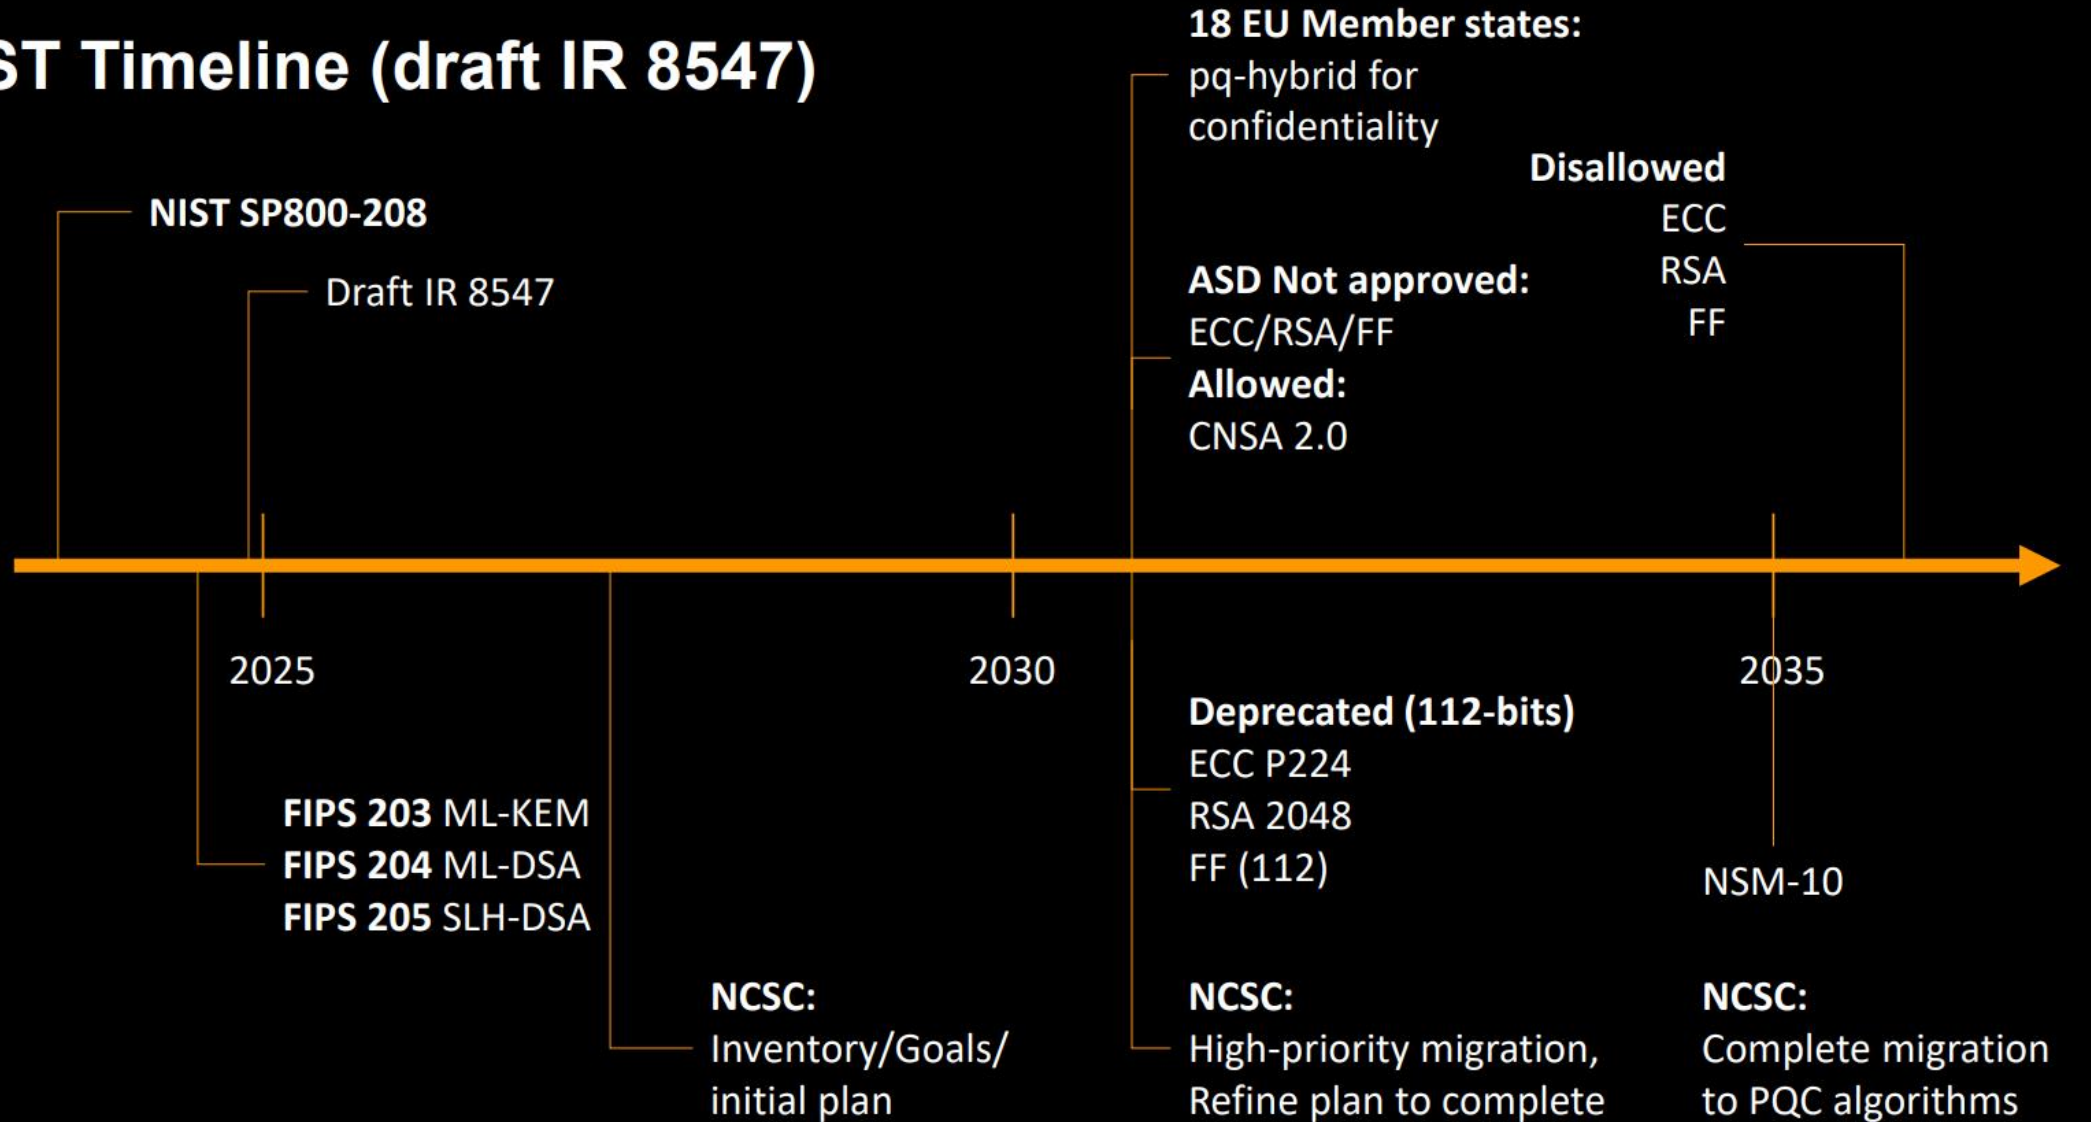 ST Timeline (draft IR 8547)
18 EU Member states:
pq-hybrid for
confidentiality
Disallowed
ECC
RSA
FF
NIST SP800-208
Draft IR 8547
ASD Not approved:
ECC/RSA/FF
Allowed:
CNSA 2.0
2025
2030
2035
FIPS 203 ML-KEM
FIPS 204 ML-DSA
FIPS 205 SLH-DSA
Deprecated (112-bits)
ECC P224
RSA 2048
FF (112)
NSM-10
NCSC:
Inventory/Goals/
initial plan
NCSC:
High-priority migration,
Refine plan to complete
NCSC:
Complete migration
to PQC algorithms